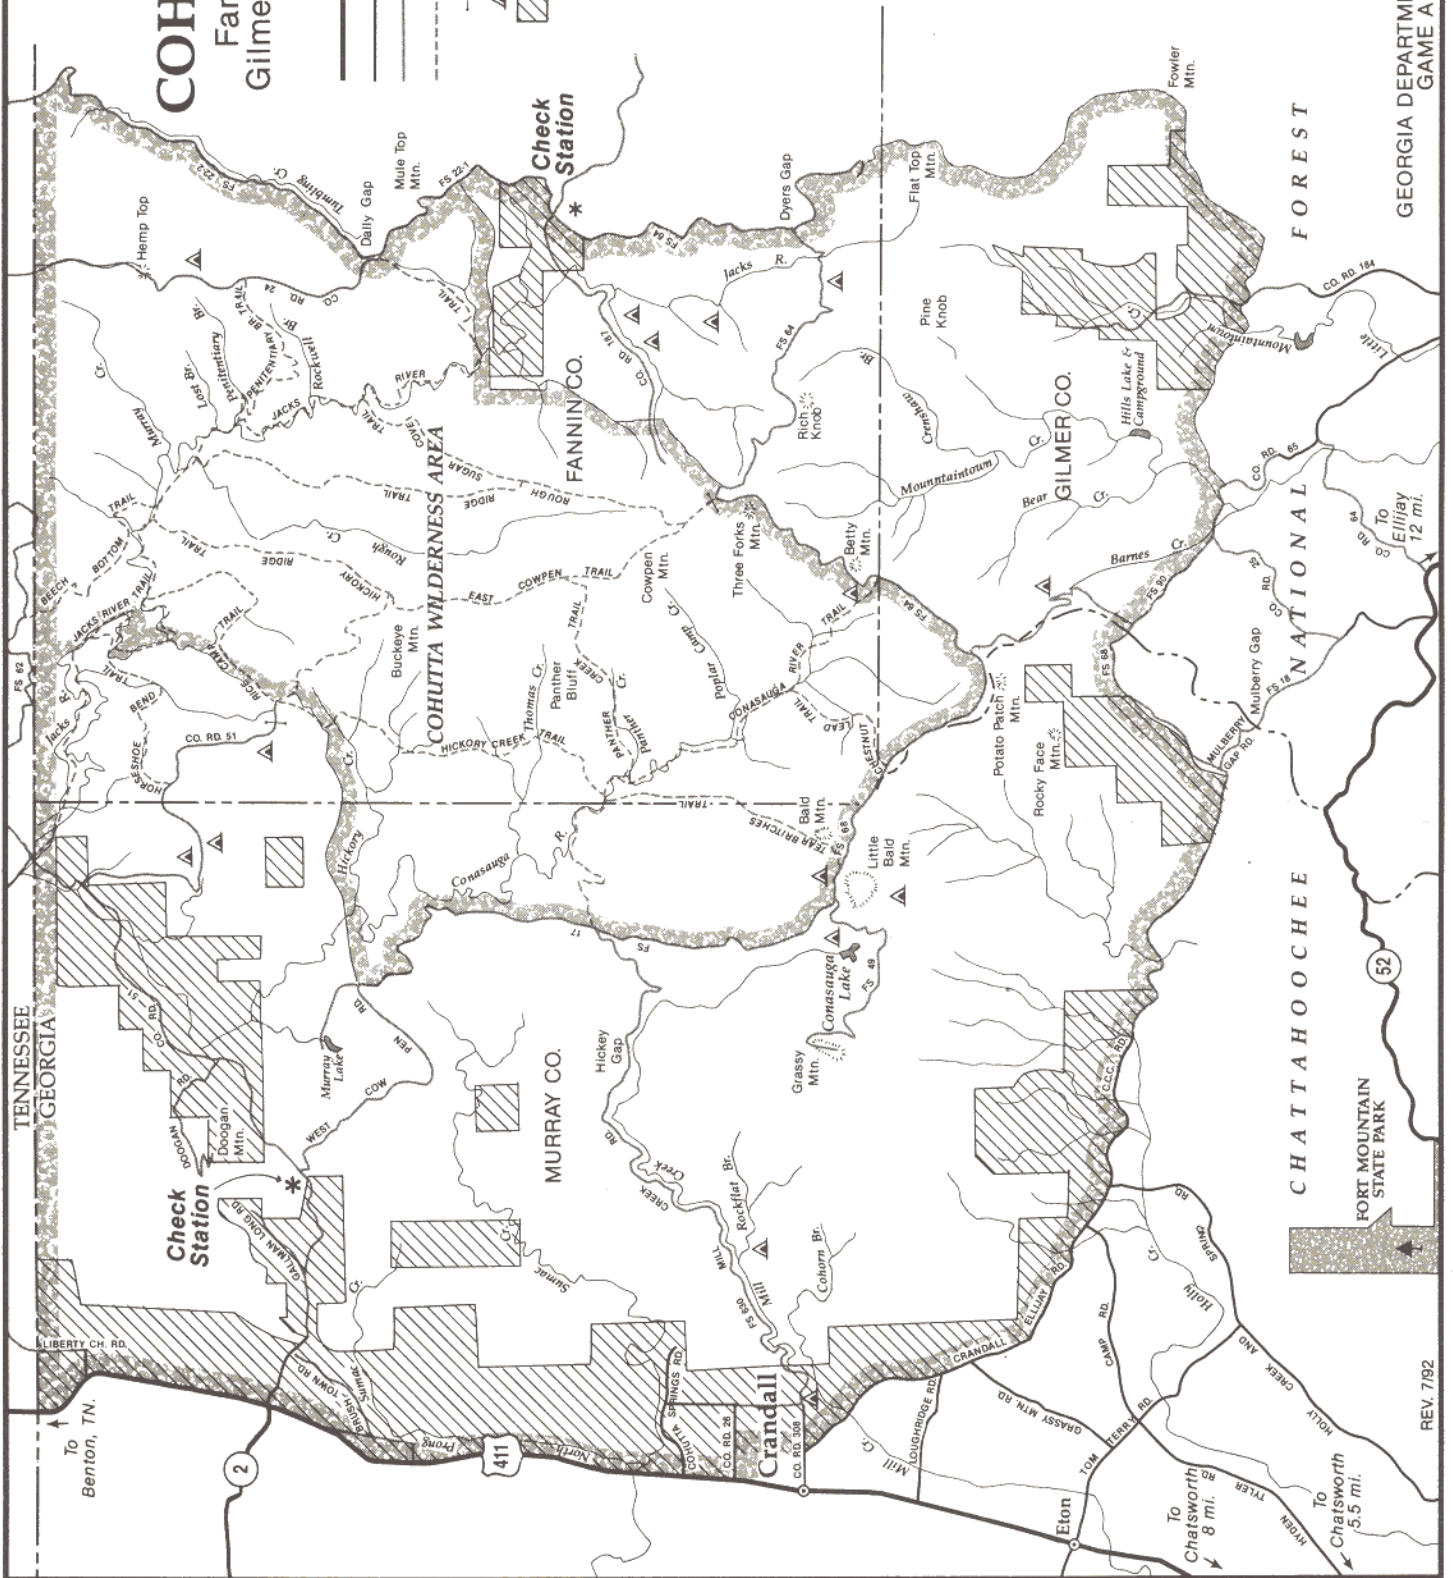 COH
Fan
Gilme
TENNESSEE
GEORGIA
FS 62
FS 22-2
Tumbling
Cr.
Hemp Top
Dally Gap
Mule Top
Mtn.
FS 22-1
Check
Station
*
CO. RD. 24
PENITENTIARY BR. TRAIL
Penitentiary
Br.
Lost Br.
Rockwell
Br.
Murray
Cr.
JACKS
RIVER
TRAIL
COVE
TRAIL
SUGAR
ROUGH
RIDGE
TRAIL
Rough
Cr.
HICKORY
RIDGE
TRAIL
BEECH
BOTTOM
TRAIL
JACKS RIVER TRAIL
RICE CAMP
TRAIL
HORSESHOE
BEND
TRAIL
Jacks
R.
CO. RD. 51
COHUTTA WILDERNESS AREA
FANNIN CO.
Buckeye
Mtn.
EAST
COWPEN
TRAIL
Cowpen
Mtn.
Three Forks
Mtn.
Betty
Mtn.
Thomas Cr.
Panther
Bluff
PANTHER
CREEK
TRAIL
Panther
Cr.
HICKORY CREEK
TRAIL
Hickory
Cr.
Poplar
Camp
Cr.
CONASAUGA
RIVER
TRAIL
CHESTNUT
LEAD
TRAIL
TEAR BRITCHES
TRAIL
Bald
Mtn.
Little
Bald
Mtn.
FS 68
Conasauga
R.
FS 17
Conasauga
Lake
FS 49
Grassy
Mtn.
Hickey
Gap
FS 64
Dyers Gap
Flat Top
Mtn.
Fowler
Mtn.
Jacks
R.
FS 64
CO. RD. 187
Rich
Knob
Pine
Knob
Crenshaw
Br.
Mounntaintown
Cr.
Bear
Cr.
GILMER CO.
Hills Lake &
Campground
Mountaintown
Cr.
Little
CO. RD. 184
CO. RD. 65
CO. RD. 64
CO. RD. 25
To
Ellijay
12 mi.
Barnes
Cr.
FS 90
FS 64
FS 68
Potato Patch
Mtn.
Rocky Face
Mtn.
Mulberry Gap
FS 18
MULBERRY
GAP RD.
CHATTAHOOCHEE
NATIONAL
FOREST
52
GEORGIA DEPARTME
GAME A
CO. RD. 51
DOOGAN
RD.
Doogan
Mtn.
Murray
Lake
WEST
COW
PEN
RD.
Check
Station
*
GALLMAN LONG RD.
MURRAY CO.
LIBERTY CH. RD.
To
Benton, TN.
2
BRUSH
TOWN RD.
Sumac
Cr.
North
Prong
Sumac
Cr.
411
COHUTTA
SPRINGS RD.
CO. RD. 26
Crandall
CO. RD. 308
MILL
CREEK
RD.
FS 630
Mill
Creek
Rockflat
Br.
Cohorn Br.
Mill
Cr.
LOUGHRIDGE RD.
CRANDALL
ELLIJAY
RD.
C.C.C. RD.
GRASSY MTN. RD.
CAMP
RD.
TOM
TERRY
RD.
Eton
SPRING
RD.
Holly
Cr.
HOLLY
CREEK
AND
HYDEN
TYLER
RD.
To
Chatsworth
8 mi.
To
Chatsworth
5.5 mi.
FORT MOUNTAIN
STATE PARK
REV. 7/92